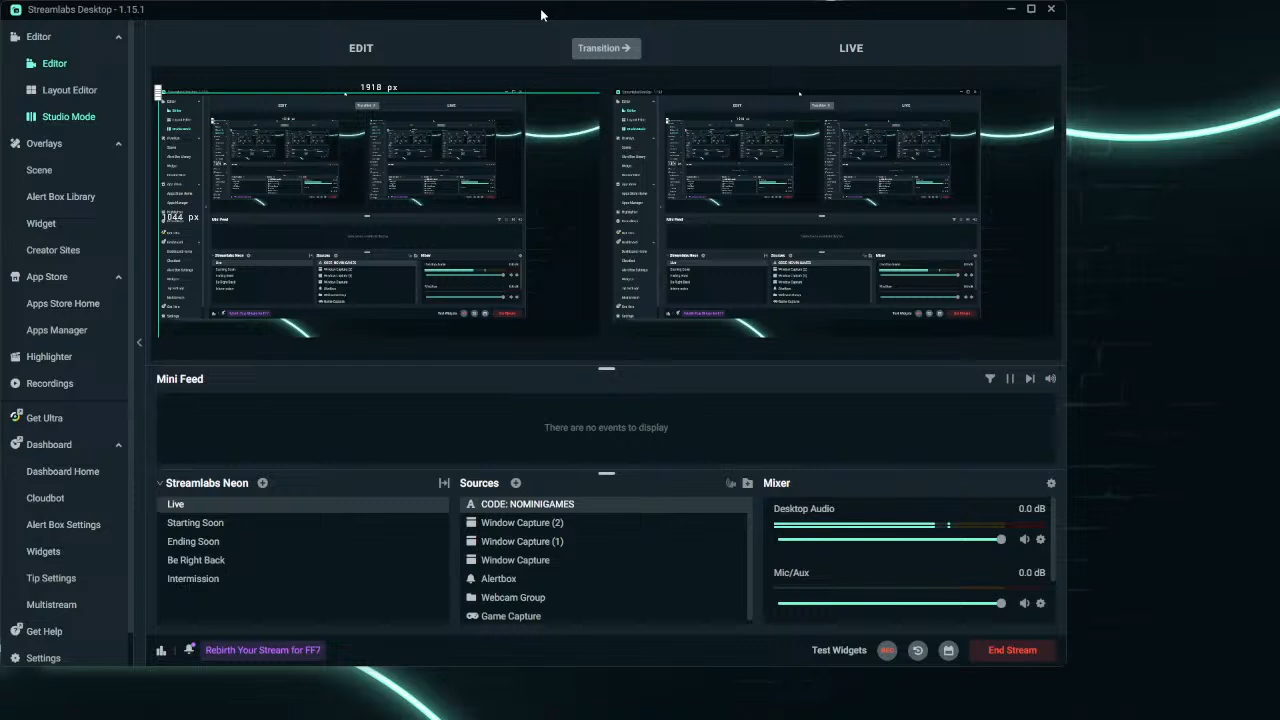 Streamlabs Desktop - 1.15.1
Editor
Editor
Layout Editor
Studio Mode
Overlays
Scene
Alert Box Library
Widget
Creator Sites
App Store
Apps Store Home
Apps Manager
Highlighter
Recordings
Get Ultra
Dashboard
Dashboard Home
Cloudbot
Alert Box Settings
Widgets
Tip Settings
Multistream
Get Help
Settings
EDIT
Transition
LIVE
1918 px
1044 px
Mini Feed
There are no events to display
Streamlabs Neon
Live
Starting Soon
Ending Soon
Be Right Back
Intermission
Sources
CODE: NOMINIGAMES
Window Capture (2)
Window Capture (1)
Window Capture
Alertbox
Webcam Group
Game Capture
Mixer
Desktop Audio 0.0 dB
Mic/Aux 0.0 dB
Rebirth Your Stream for FF7
Test Widgets
REC
End Stream